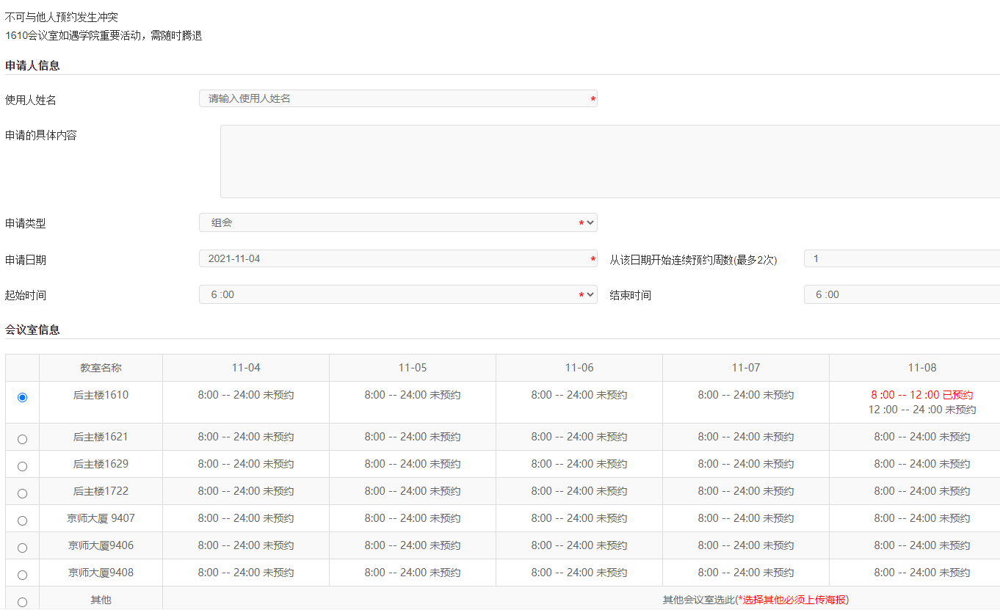 不可与他人预约发生冲突
1610会议室如遇学院重要活动，需随时腾退
申请人信息
使用人姓名 请输入使用人姓名 *
申请的具体内容
申请类型 组会 *
申请日期 2021-11-04 * 从该日期开始连续预约周数(最多2次) 1
起始时间 6 :00 * 结束时间 6 :00
会议室信息
教室名称 11-04 11-05 11-06 11-07 11-08
后主楼1610 8:00 -- 24:00 未预约 8:00 -- 24:00 未预约 8:00 -- 24:00 未预约 8:00 -- 24:00 未预约 8 :00 -- 12 :00 已预约
12 :00 -- 24 :00 未预约
后主楼1621 8:00 -- 24:00 未预约 8:00 -- 24:00 未预约 8:00 -- 24:00 未预约 8:00 -- 24:00 未预约 8:00 -- 24:00 未预约
后主楼1629 8:00 -- 24:00 未预约 8:00 -- 24:00 未预约 8:00 -- 24:00 未预约 8:00 -- 24:00 未预约 8:00 -- 24:00 未预约
后主楼1722 8:00 -- 24:00 未预约 8:00 -- 24:00 未预约 8:00 -- 24:00 未预约 8:00 -- 24:00 未预约 8:00 -- 24:00 未预约
京师大厦 9407 8:00 -- 24:00 未预约 8:00 -- 24:00 未预约 8:00 -- 24:00 未预约 8:00 -- 24:00 未预约 8:00 -- 24:00 未预约
京师大厦9406 8:00 -- 24:00 未预约 8:00 -- 24:00 未预约 8:00 -- 24:00 未预约 8:00 -- 24:00 未预约 8:00 -- 24:00 未预约
京师大厦9408 8:00 -- 24:00 未预约 8:00 -- 24:00 未预约 8:00 -- 24:00 未预约 8:00 -- 24:00 未预约 8:00 -- 24:00 未预约
其他 其他会议室选此(*选择其他必须上传海报)